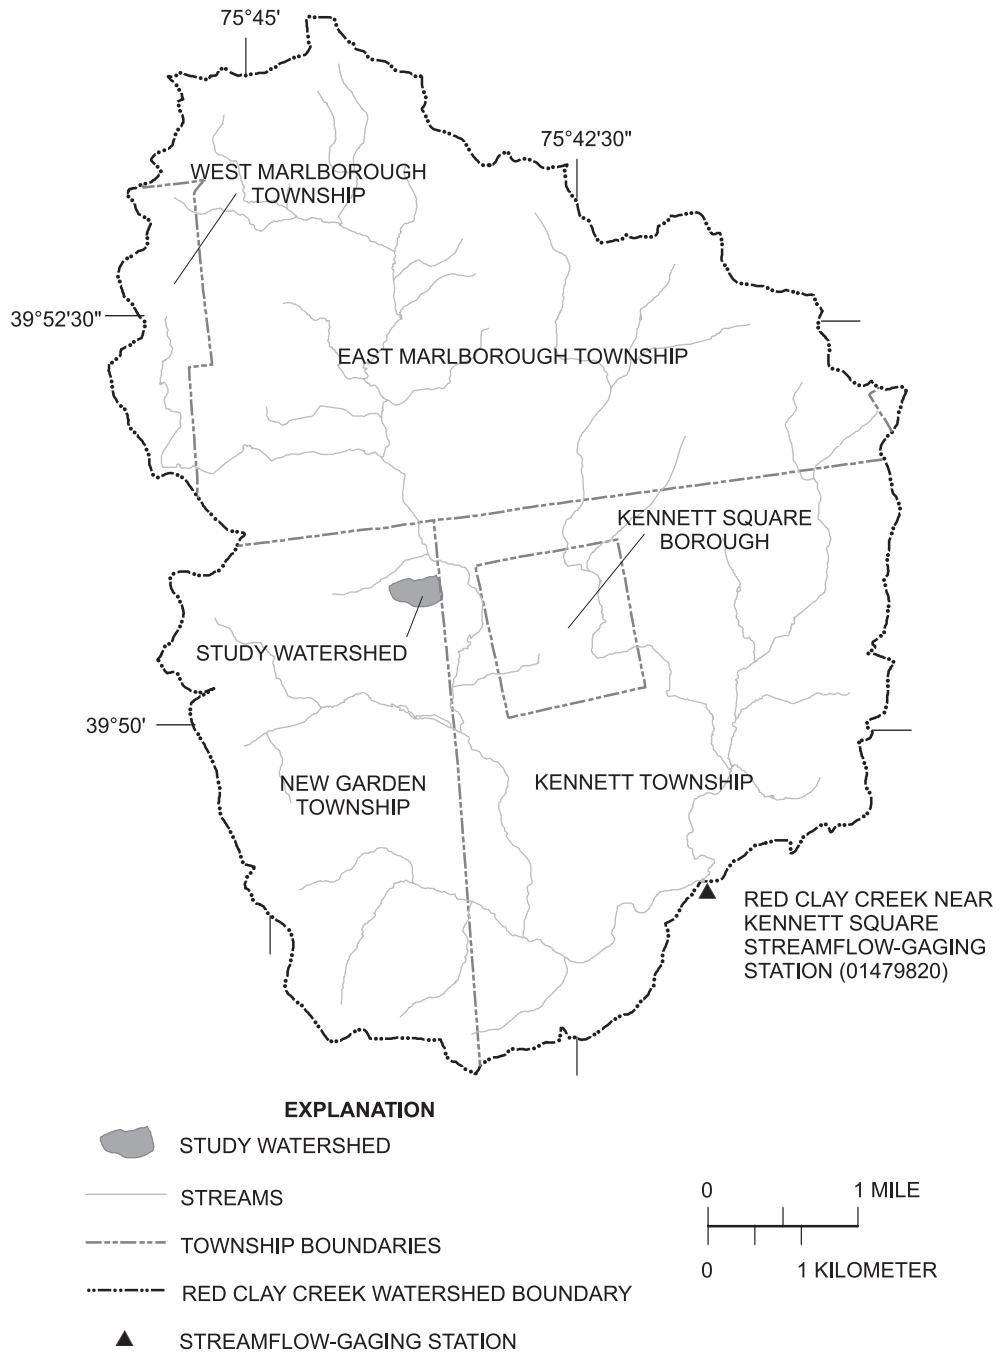 75°45'
75°42'30"
WEST MARLBOROUGH
TOWNSHIP
39°52'30"
EAST MARLBOROUGH TOWNSHIP
KENNETT SQUARE
BOROUGH
STUDY WATERSHED
39°50'
NEW GARDEN
TOWNSHIP
KENNETT TOWNSHIP
RED CLAY CREEK NEAR
KENNETT SQUARE
STREAMFLOW-GAGING
STATION (01479820)
EXPLANATION
STUDY WATERSHED
STREAMS
TOWNSHIP BOUNDARIES
RED CLAY CREEK WATERSHED BOUNDARY
STREAMFLOW-GAGING STATION
0 1 MILE
0 1 KILOMETER